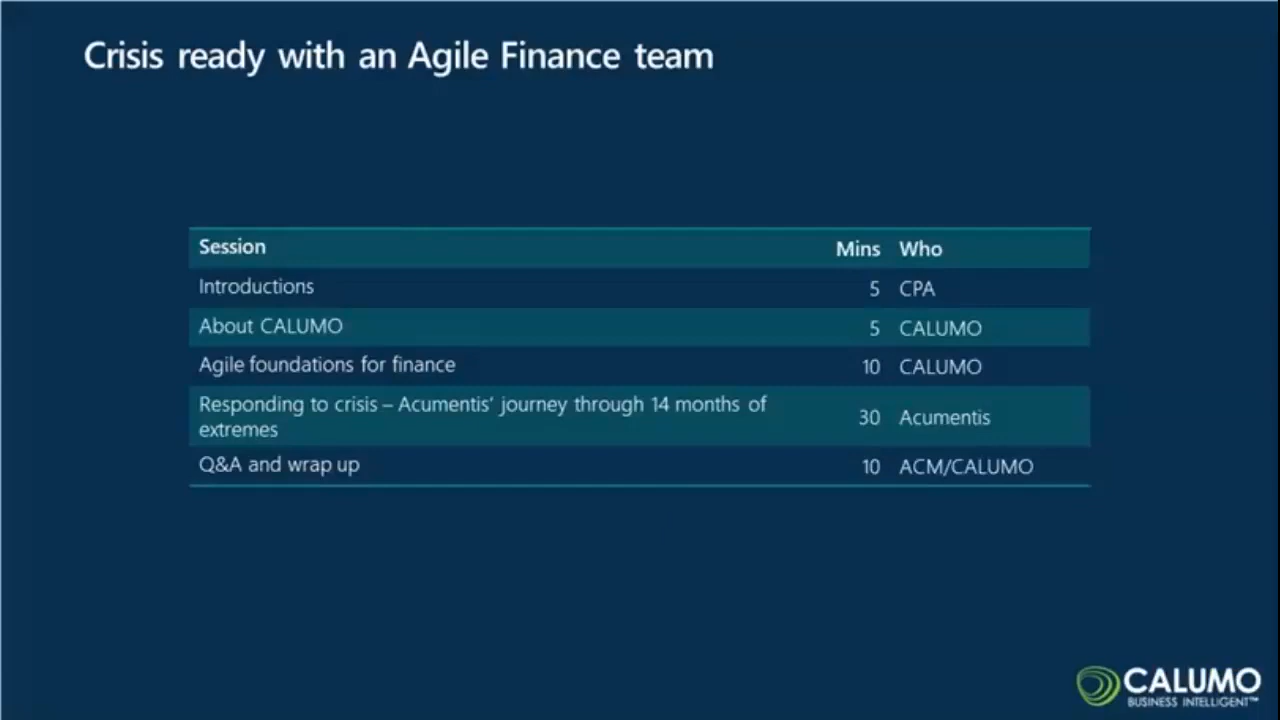 Crisis ready with an Agile Finance team
Session Mins Who
Introductions 5 CPA
About CALUMO 5 CALUMO
Agile foundations for finance 10 CALUMO
Responding to crisis – Acumentis’ journey through 14 months of
extremes 30 Acumentis
Q&A and wrap up 10 ACM/CALUMO
CALUMO
BUSINESS INTELLIGENT™